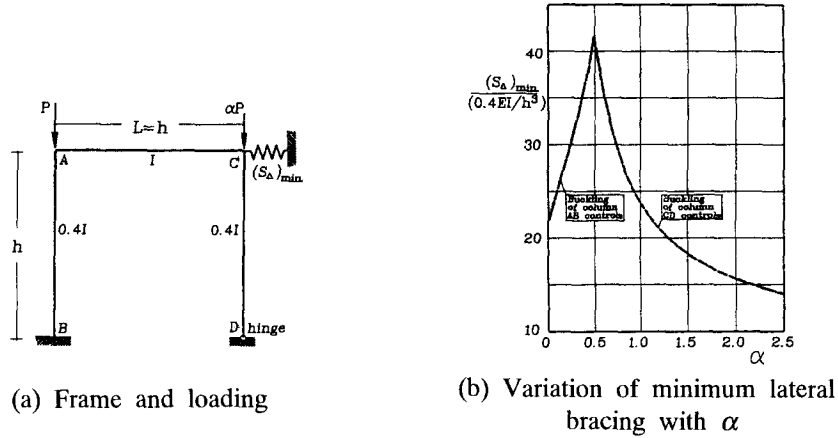 P
αP
L=h
A
I
C
(S_Δ)min.
h
0.4I
0.4I
B
D
hinge
(a) Frame and loading
(S_Δ)min
(0.4EI/h³)
40
30
20
10
Buckling
of column
AB controls
Buckling
of column
CD controls
0
0.5
1.0
1.5
2.0
2.5
α
(b) Variation of minimum lateral
bracing with α